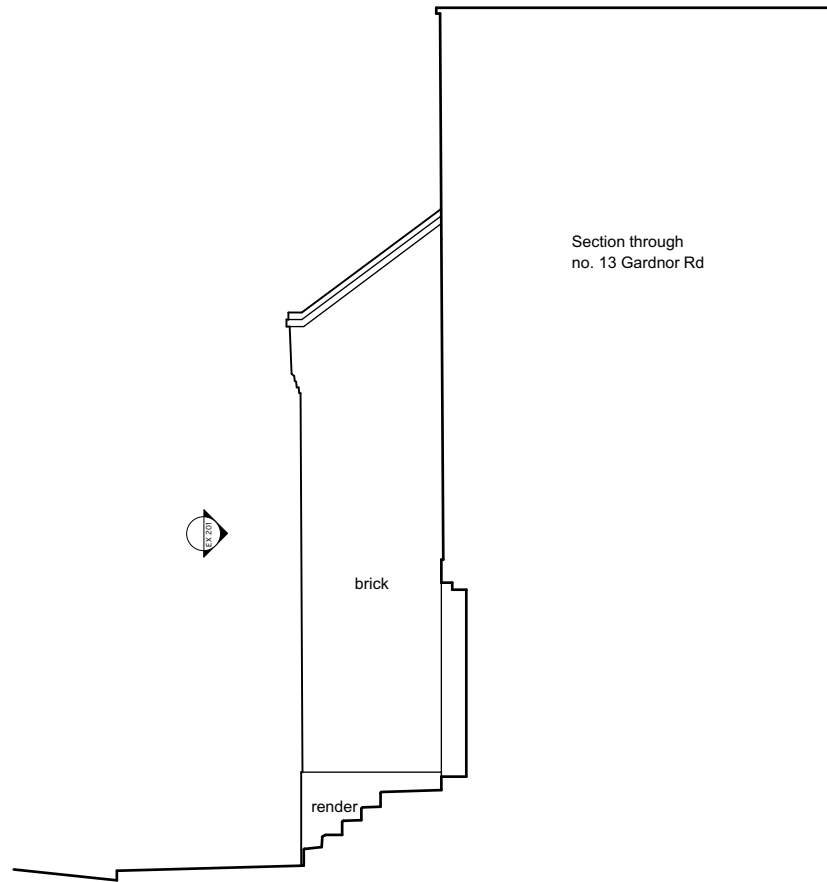 Section through
no. 13 Gardnor Rd
EX 201
brick
render